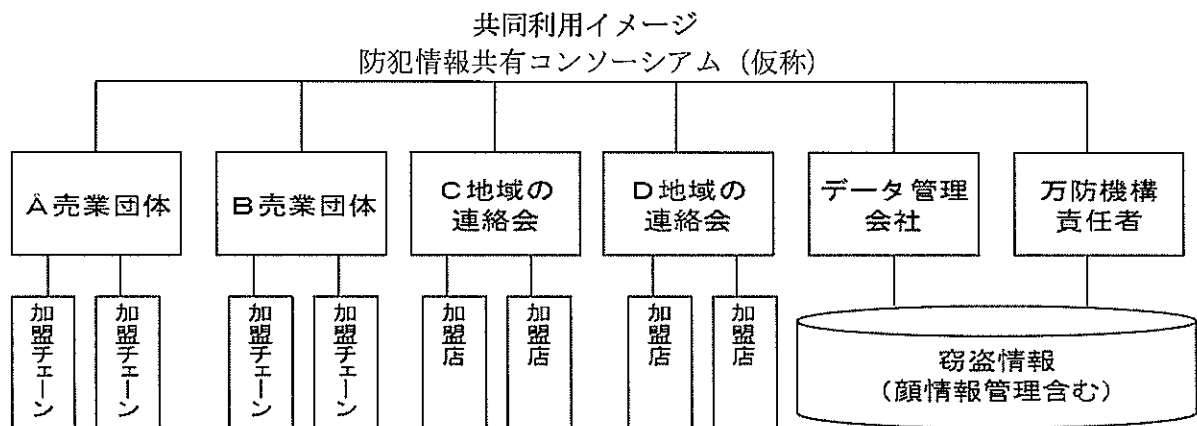 共同利用イメージ
防犯情報共有コンソーシアム（仮称）
A売業団体
B売業団体
C地域の
連絡会
D地域の
連絡会
データ管理
会社
万防機構
責任者
加盟チェーン
加盟チェーン
加盟チェーン
加盟チェーン
加盟店
加盟店
加盟店
加盟店
窃盗情報
（顔情報管理含む）